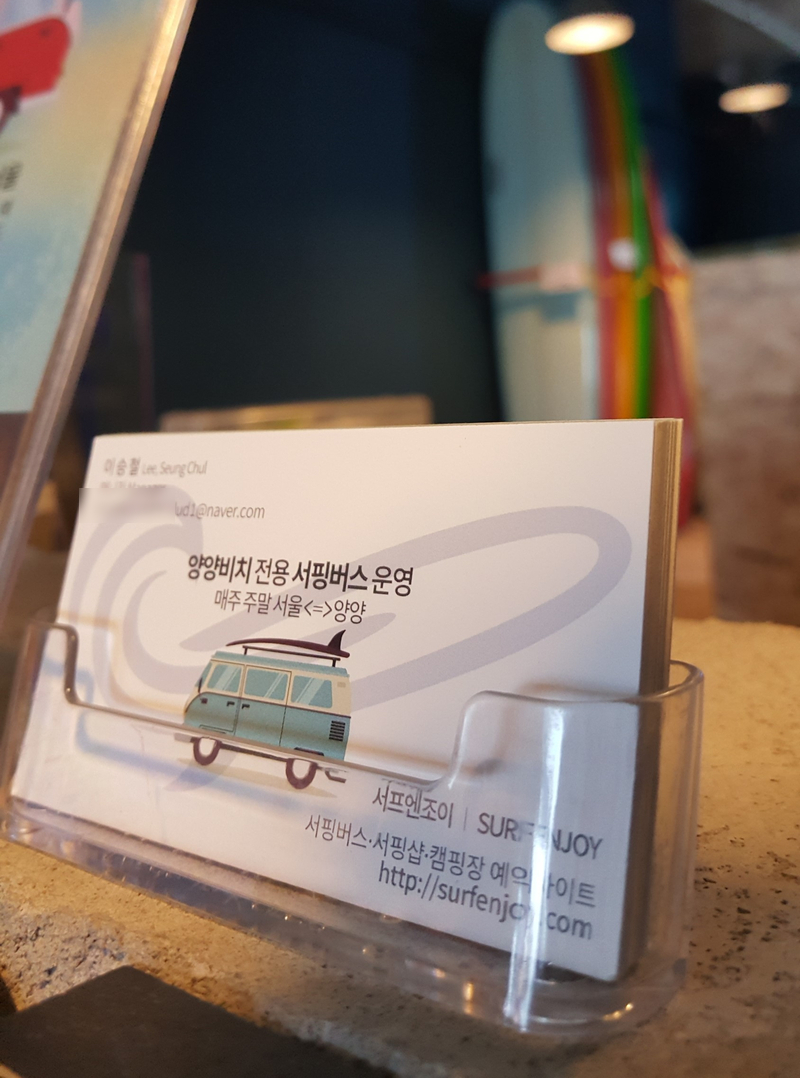 이승철 Lee, Seung Chul
lud1@naver.com
양양비치 전용 서핑버스 운영
매주 주말 서울<=>양양
서프엔조이 | SURFENJOY
서핑버스·서핑샵·캠핑장 예약사이트
http://surfenjoy.com